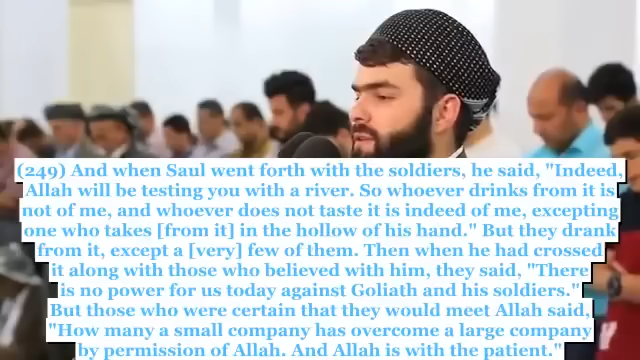 (249) And when Saul went forth with the soldiers, he said, "Indeed,
Allah will be testing you with a river. So whoever drinks from it is
not of me, and whoever does not taste it is indeed of me, excepting
one who takes [from it] in the hollow of his hand." But they drank
from it, except a [very] few of them. Then when he had crossed
it along with those who believed with him, they said, "There
is no power for us today against Goliath and his soldiers."
But those who were certain that they would meet Allah said,
"How many a small company has overcome a large company
by permission of Allah. And Allah is with the patient."